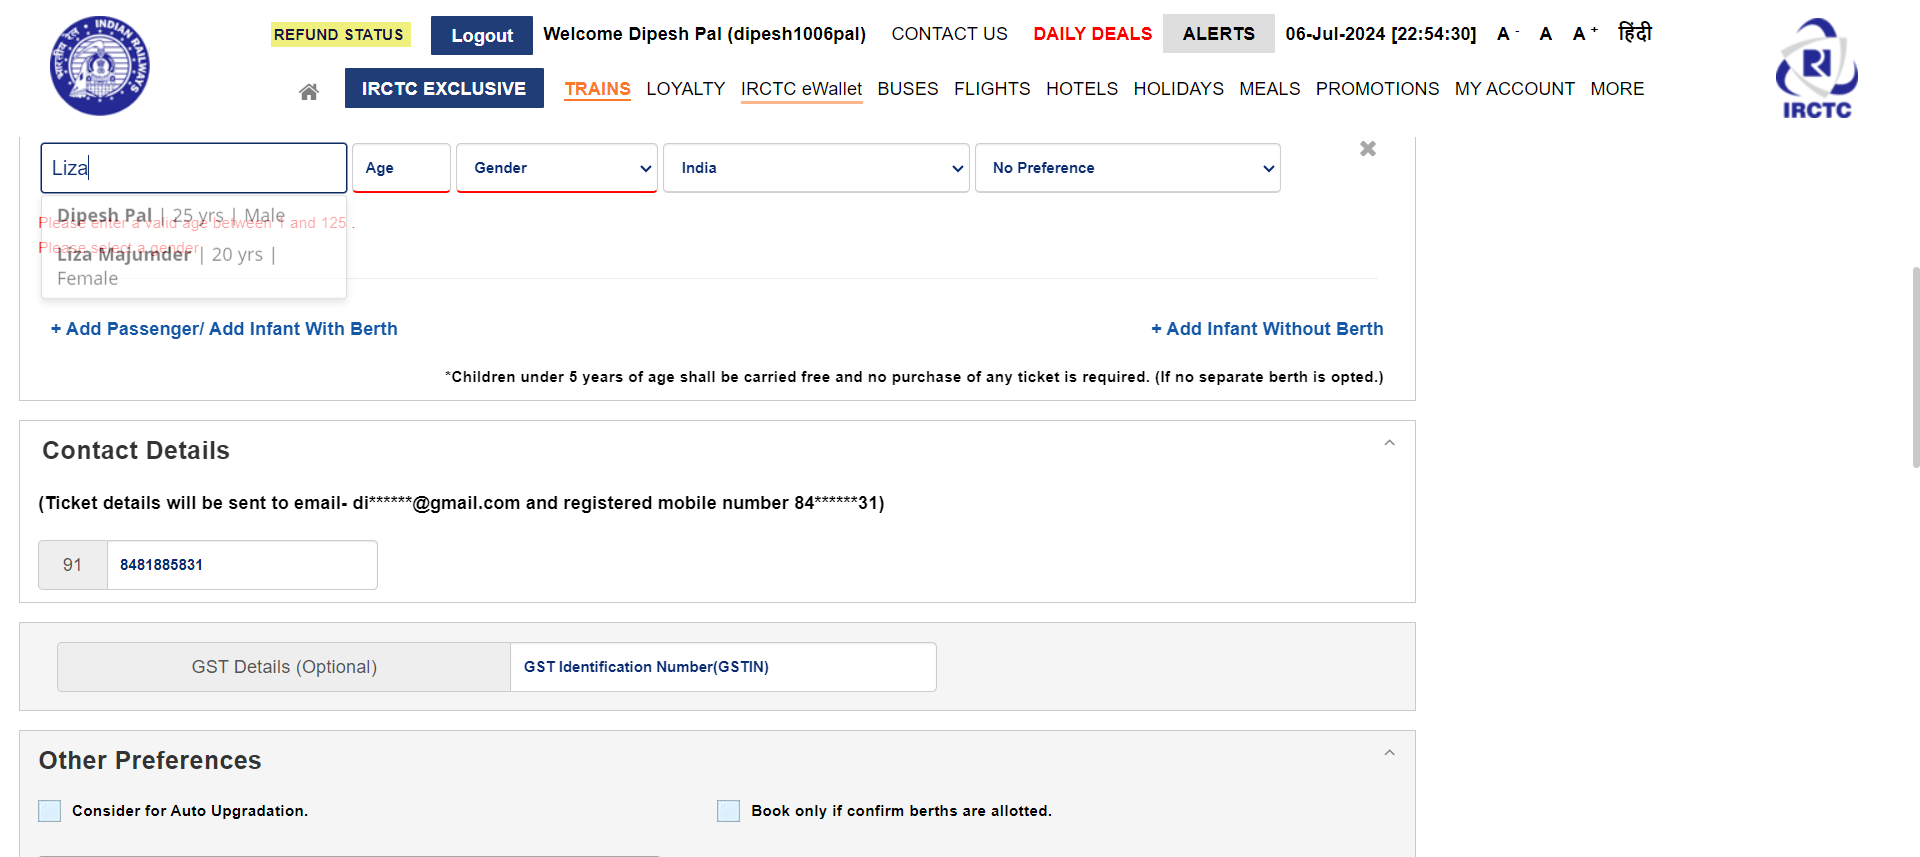 REFUND STATUS Logout Welcome Dipesh Pal (dipesh1006pal) CONTACT US DAILY DEALS ALERTS 06-Jul-2024 [22:54:30] A - A A + हिंदी
IRCTC EXCLUSIVE TRAINS LOYALTY IRCTC eWallet BUSES FLIGHTS HOTELS HOLIDAYS MEALS PROMOTIONS MY ACCOUNT MORE
INDIAN RAILWAYS
भारतीय रेल
IRCTC
Liza Age Gender India No Preference
Dipesh Pal | 25 yrs | Male
Please enter a valid age between 1 and 125 .
Please select a gender
Liza Majumder | 20 yrs |
Female
+ Add Passenger/ Add Infant With Berth + Add Infant Without Berth
*Children under 5 years of age shall be carried free and no purchase of any ticket is required. (If no separate berth is opted.)
Contact Details
(Ticket details will be sent to email- di******@gmail.com and registered mobile number 84******31)
91 8481885831
GST Details (Optional) GST Identification Number(GSTIN)
Other Preferences
Consider for Auto Upgradation. Book only if confirm berths are allotted.